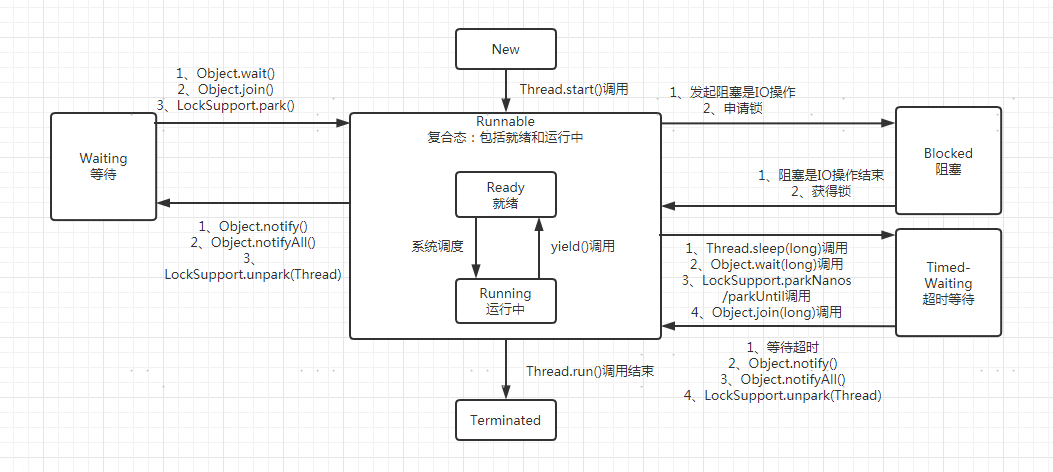 New
Thread.start()调用
1、Object.wait()
2、Object.join()
3、LockSupport.park()
Waiting
等待
1、Object.notify()
2、Object.notifyAll()
3、
LockSupport.unpark(Thread)
Runnable
复合态：包括就绪和运行中
Ready
就绪
系统调度
yield()调用
Running
运行中
1、发起阻塞是IO操作
2、申请锁
Blocked
阻塞
1、阻塞是IO操作结束
2、获得锁
1、Thread.sleep(long)调用
2、Object.wait(long)调用
3、LockSupport.parkNanos
/parkUntil调用
4、Object.join(long)调用
Timed-
Waiting
超时等待
1、等待超时
2、Object.notify()
3、Object.notifyAll()
4、LockSupport.unpark(Thread)
Thread.run()调用结束
Terminated